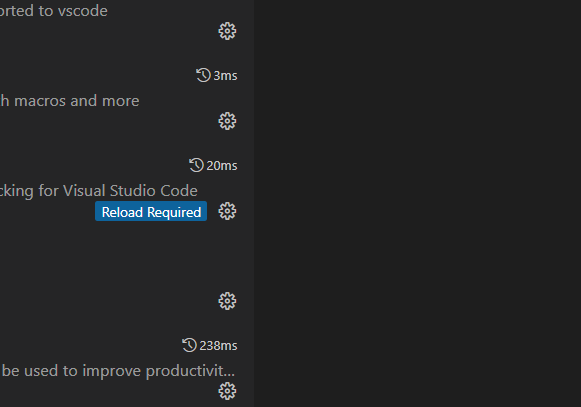 orted to vscode
3ms
h macros and more
20ms
cking for Visual Studio Code
Reload Required
238ms
be used to improve productivit...